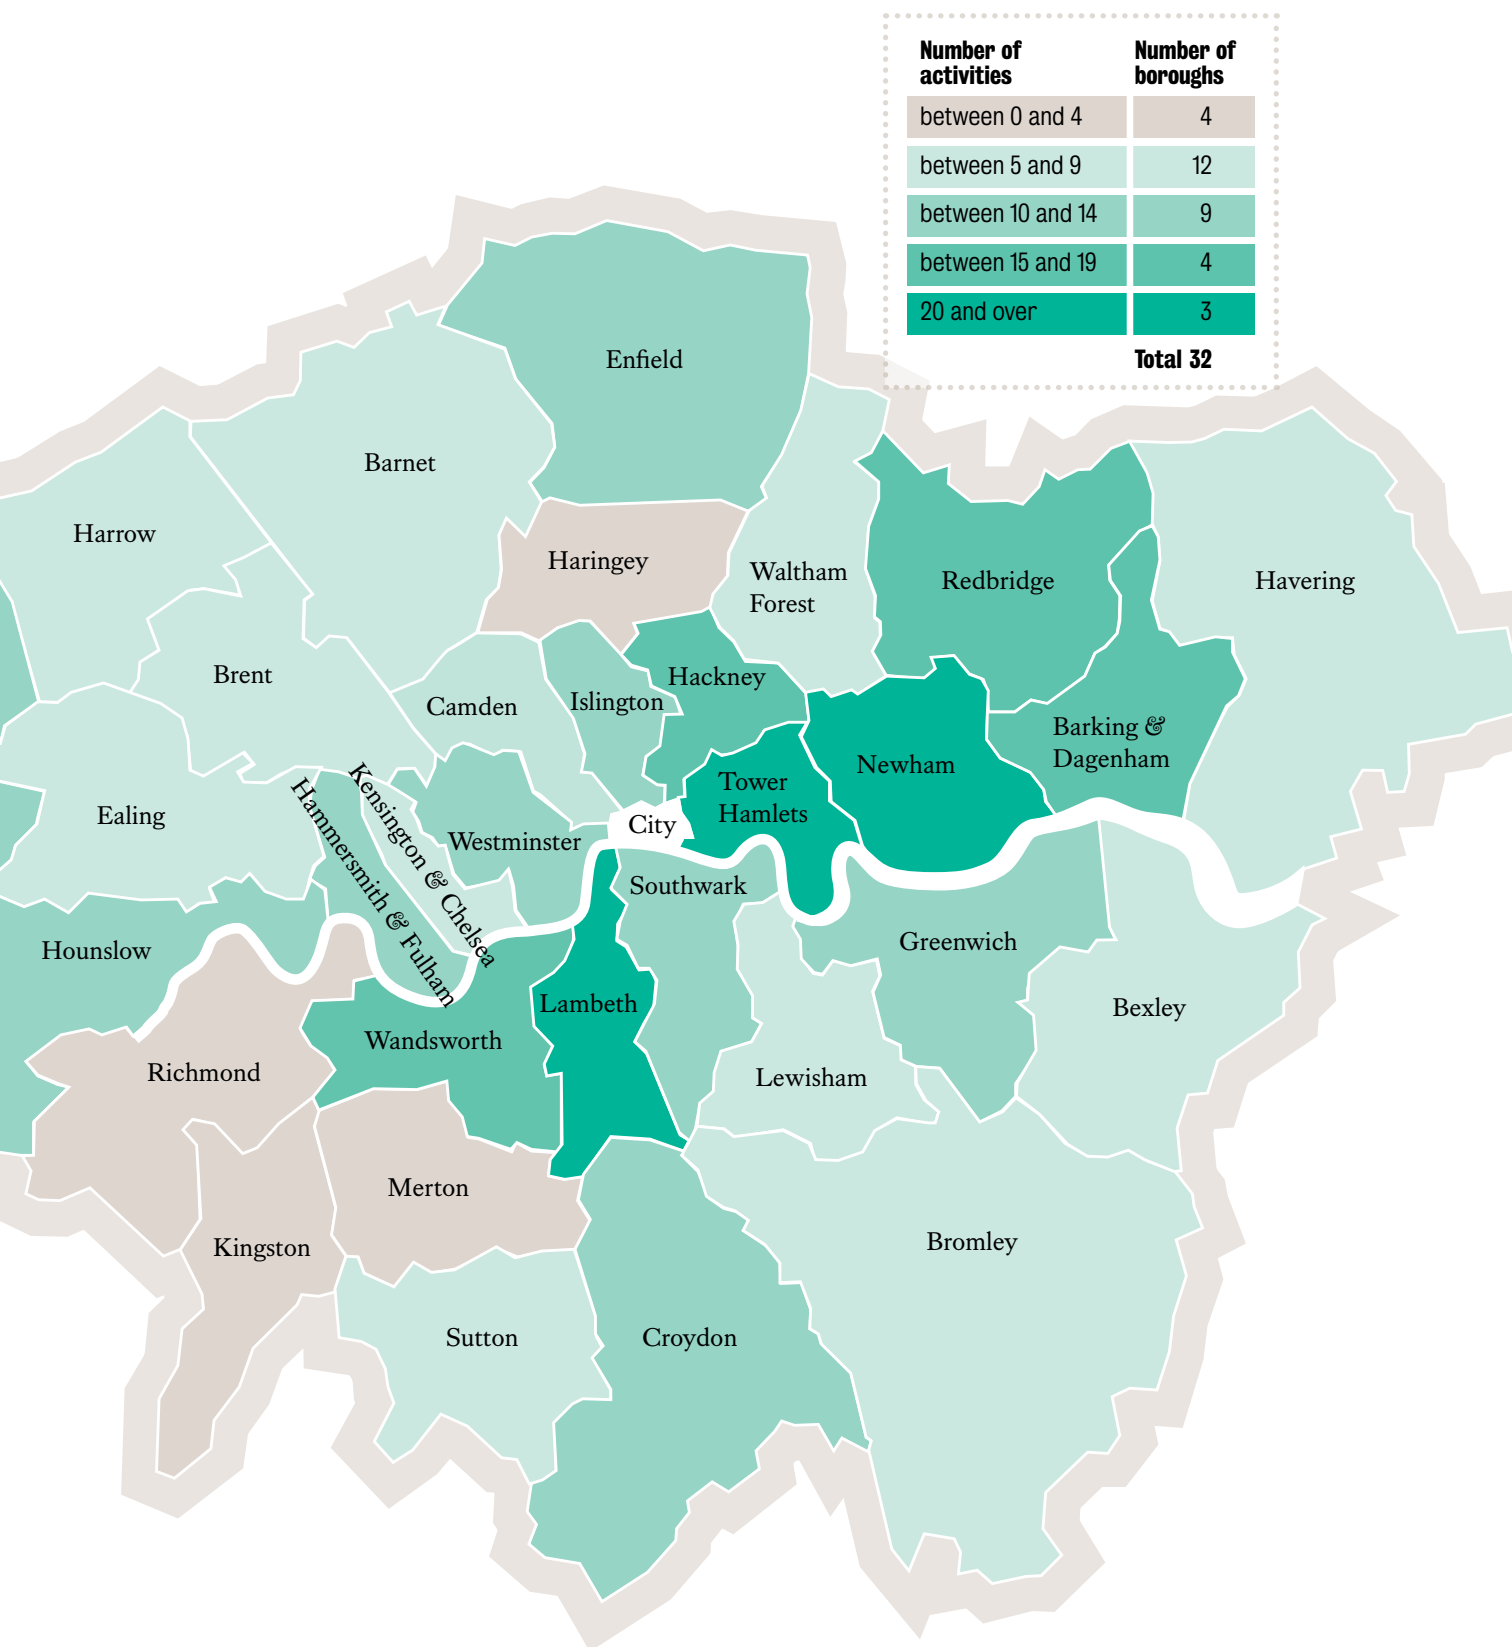 Number of activities Number of boroughs
between 0 and 4 4
between 5 and 9 12
between 10 and 14 9
between 15 and 19 4
20 and over 3
Total 32
Enfield
Barnet
Harrow
Haringey
Waltham
Forest
Redbridge
Havering
Brent
Camden
Islington
Hackney
Barking &
Dagenham
Newham
Tower
Hamlets
Ealing
City
Westminster
Kensington & Chelsea
Hammersmith & Fulham
Southwark
Hounslow
Greenwich
Lambeth
Bexley
Wandsworth
Richmond
Lewisham
Merton
Kingston
Bromley
Sutton
Croydon